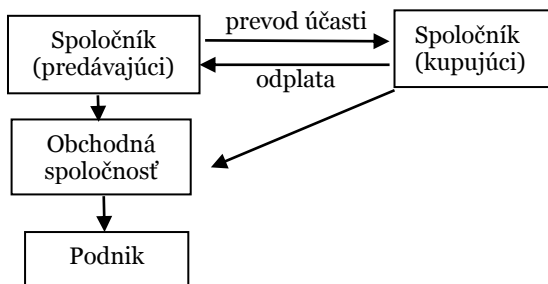 prevod účasti
Spoločník
(predávajúci)
Spoločník
(kupujúci)
odplata
Obchodná
spoločnosť
Podnik